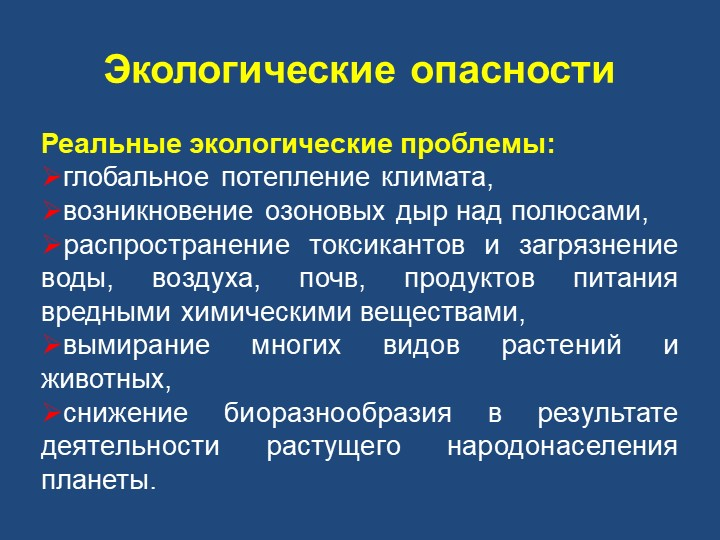 Экологические опасности
Реальные экологические проблемы:
глобальное потепление климата,
возникновение озоновых дыр над полюсами,
распространение токсикантов и загрязнение
воды, воздуха, почв, продуктов питания
вредными химическими веществами,
вымирание многих видов растений и
животных,
снижение биоразнообразия в результате
деятельности растущего народонаселения
планеты.